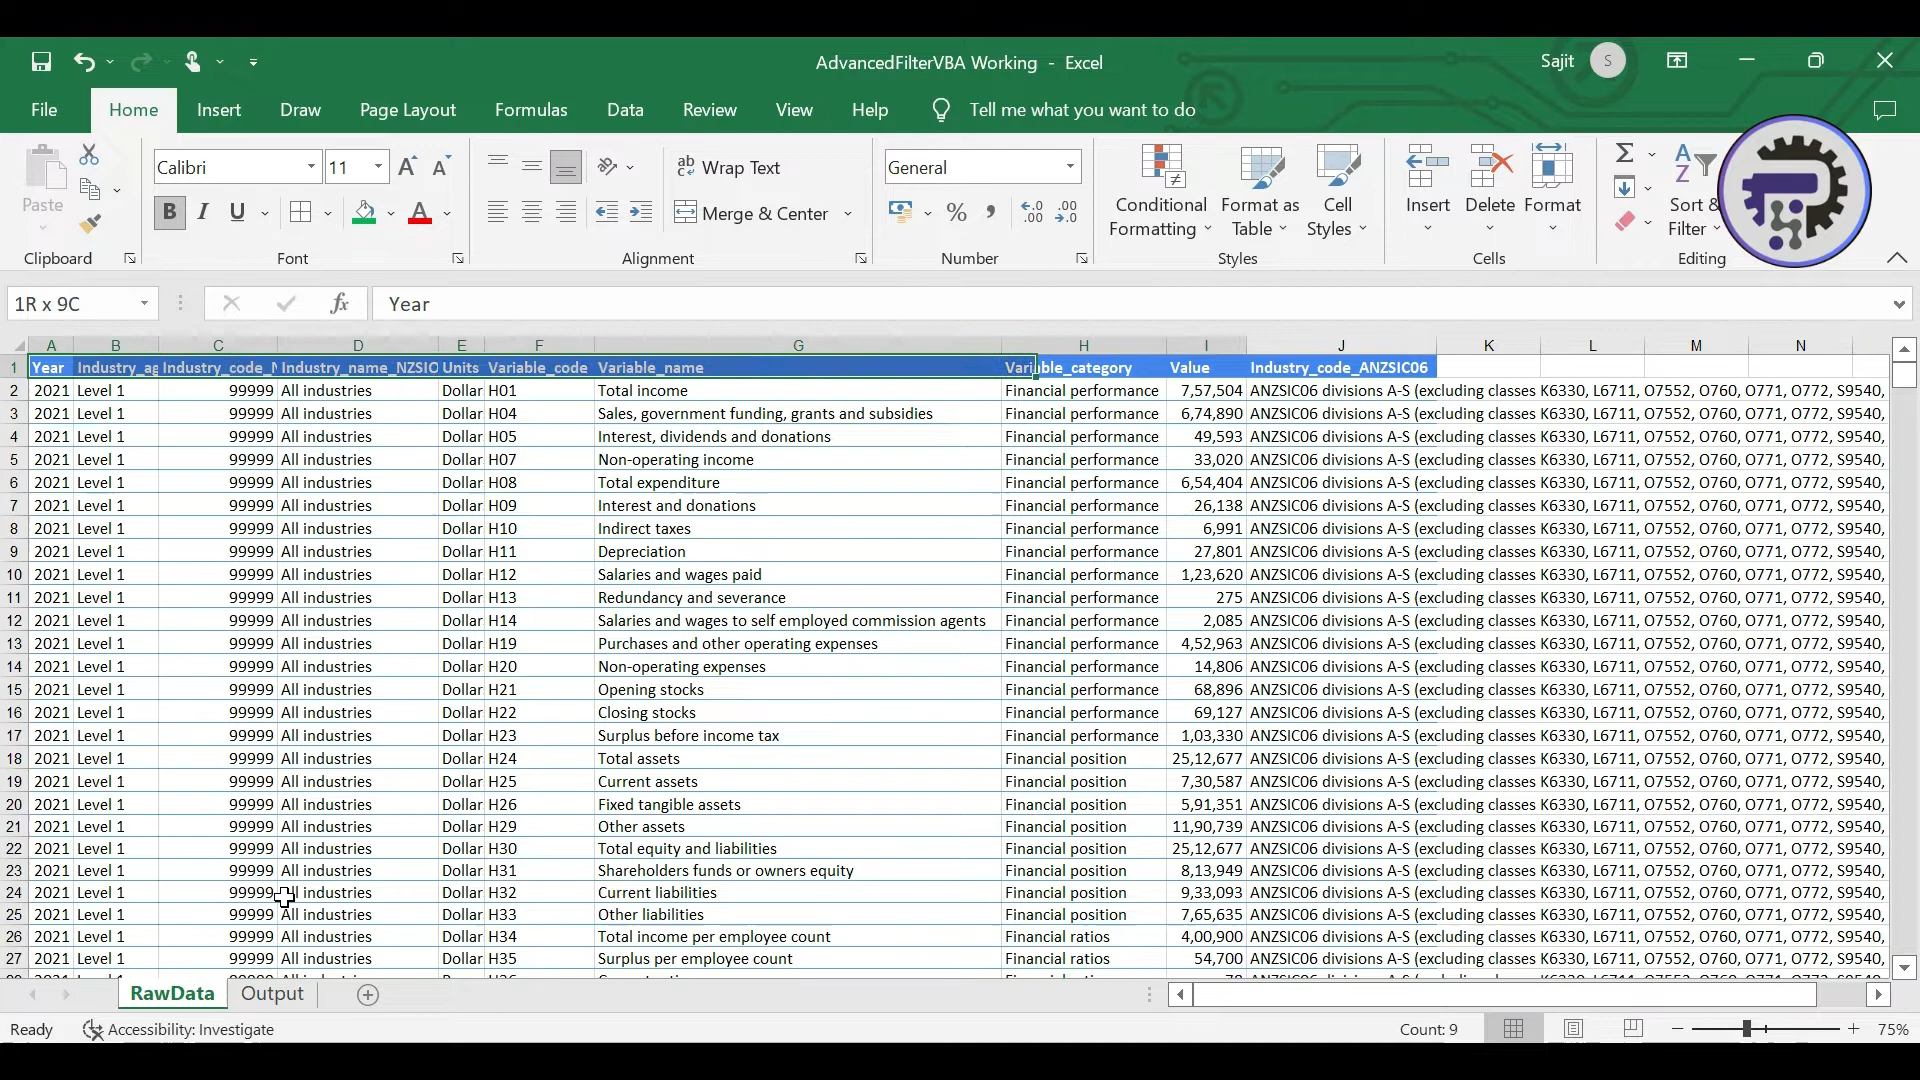 AdvancedFilterVBA Working - Excel
Sajit S
File Home Insert Draw Page Layout Formulas Data Review View Help Tell me what you want to do
Paste Calibri 11 Wrap Text General
B I U Merge & Center % , Conditional Formatting Format as Table Cell Styles Insert Delete Format Sort & Filter
Clipboard Font Alignment Number Styles Cells Editing
1R x 9C fx Year
A B C D E F G H I J K L M N
1 Year Industry_ag Industry_code_N Industry_name_NZSIO Units Variable_code Variable_name Variable_category Value Industry_code_ANZSIC06
2 2021 Level 1 99999 All industries Dollar H01 Total income Financial performance 7,57,504 ANZSIC06 divisions A-S (excluding classes K6330, L6711, O7552, O760, O771, O772, S9540,
3 2021 Level 1 99999 All industries Dollar H04 Sales, government funding, grants and subsidies Financial performance 6,74,890 ANZSIC06 divisions A-S (excluding classes K6330, L6711, O7552, O760, O771, O772, S9540,
4 2021 Level 1 99999 All industries Dollar H05 Interest, dividends and donations Financial performance 49,593 ANZSIC06 divisions A-S (excluding classes K6330, L6711, O7552, O760, O771, O772, S9540,
5 2021 Level 1 99999 All industries Dollar H07 Non-operating income Financial performance 33,020 ANZSIC06 divisions A-S (excluding classes K6330, L6711, O7552, O760, O771, O772, S9540,
6 2021 Level 1 99999 All industries Dollar H08 Total expenditure Financial performance 6,54,404 ANZSIC06 divisions A-S (excluding classes K6330, L6711, O7552, O760, O771, O772, S9540,
7 2021 Level 1 99999 All industries Dollar H09 Interest and donations Financial performance 26,138 ANZSIC06 divisions A-S (excluding classes K6330, L6711, O7552, O760, O771, O772, S9540,
8 2021 Level 1 99999 All industries Dollar H10 Indirect taxes Financial performance 6,991 ANZSIC06 divisions A-S (excluding classes K6330, L6711, O7552, O760, O771, O772, S9540,
9 2021 Level 1 99999 All industries Dollar H11 Depreciation Financial performance 27,801 ANZSIC06 divisions A-S (excluding classes K6330, L6711, O7552, O760, O771, O772, S9540,
10 2021 Level 1 99999 All industries Dollar H12 Salaries and wages paid Financial performance 1,23,620 ANZSIC06 divisions A-S (excluding classes K6330, L6711, O7552, O760, O771, O772, S9540,
11 2021 Level 1 99999 All industries Dollar H13 Redundancy and severance Financial performance 275 ANZSIC06 divisions A-S (excluding classes K6330, L6711, O7552, O760, O771, O772, S9540,
12 2021 Level 1 99999 All industries Dollar H14 Salaries and wages to self employed commission agents Financial performance 2,085 ANZSIC06 divisions A-S (excluding classes K6330, L6711, O7552, O760, O771, O772, S9540,
13 2021 Level 1 99999 All industries Dollar H19 Purchases and other operating expenses Financial performance 4,52,963 ANZSIC06 divisions A-S (excluding classes K6330, L6711, O7552, O760, O771, O772, S9540,
14 2021 Level 1 99999 All industries Dollar H20 Non-operating expenses Financial performance 14,806 ANZSIC06 divisions A-S (excluding classes K6330, L6711, O7552, O760, O771, O772, S9540,
15 2021 Level 1 99999 All industries Dollar H21 Opening stocks Financial performance 68,896 ANZSIC06 divisions A-S (excluding classes K6330, L6711, O7552, O760, O771, O772, S9540,
16 2021 Level 1 99999 All industries Dollar H22 Closing stocks Financial performance 69,127 ANZSIC06 divisions A-S (excluding classes K6330, L6711, O7552, O760, O771, O772, S9540,
17 2021 Level 1 99999 All industries Dollar H23 Surplus before income tax Financial performance 1,03,330 ANZSIC06 divisions A-S (excluding classes K6330, L6711, O7552, O760, O771, O772, S9540,
18 2021 Level 1 99999 All industries Dollar H24 Total assets Financial position 25,12,677 ANZSIC06 divisions A-S (excluding classes K6330, L6711, O7552, O760, O771, O772, S9540,
19 2021 Level 1 99999 All industries Dollar H25 Current assets Financial position 7,30,587 ANZSIC06 divisions A-S (excluding classes K6330, L6711, O7552, O760, O771, O772, S9540,
20 2021 Level 1 99999 All industries Dollar H26 Fixed tangible assets Financial position 5,91,351 ANZSIC06 divisions A-S (excluding classes K6330, L6711, O7552, O760, O771, O772, S9540,
21 2021 Level 1 99999 All industries Dollar H29 Other assets Financial position 11,90,739 ANZSIC06 divisions A-S (excluding classes K6330, L6711, O7552, O760, O771, O772, S9540,
22 2021 Level 1 99999 All industries Dollar H30 Total equity and liabilities Financial position 25,12,677 ANZSIC06 divisions A-S (excluding classes K6330, L6711, O7552, O760, O771, O772, S9540,
23 2021 Level 1 99999 All industries Dollar H31 Shareholders funds or owners equity Financial position 8,13,949 ANZSIC06 divisions A-S (excluding classes K6330, L6711, O7552, O760, O771, O772, S9540,
24 2021 Level 1 99999 All industries Dollar H32 Current liabilities Financial position 9,33,093 ANZSIC06 divisions A-S (excluding classes K6330, L6711, O7552, O760, O771, O772, S9540,
25 2021 Level 1 99999 All industries Dollar H33 Other liabilities Financial position 7,65,635 ANZSIC06 divisions A-S (excluding classes K6330, L6711, O7552, O760, O771, O772, S9540,
26 2021 Level 1 99999 All industries Dollar H34 Total income per employee count Financial ratios 4,00,900 ANZSIC06 divisions A-S (excluding classes K6330, L6711, O7552, O760, O771, O772, S9540,
27 2021 Level 1 99999 All industries Dollar H35 Surplus per employee count Financial ratios 54,700 ANZSIC06 divisions A-S (excluding classes K6330, L6711, O7552, O760, O771, O772, S9540,
RawData Output
Ready Accessibility: Investigate Count: 9 75%